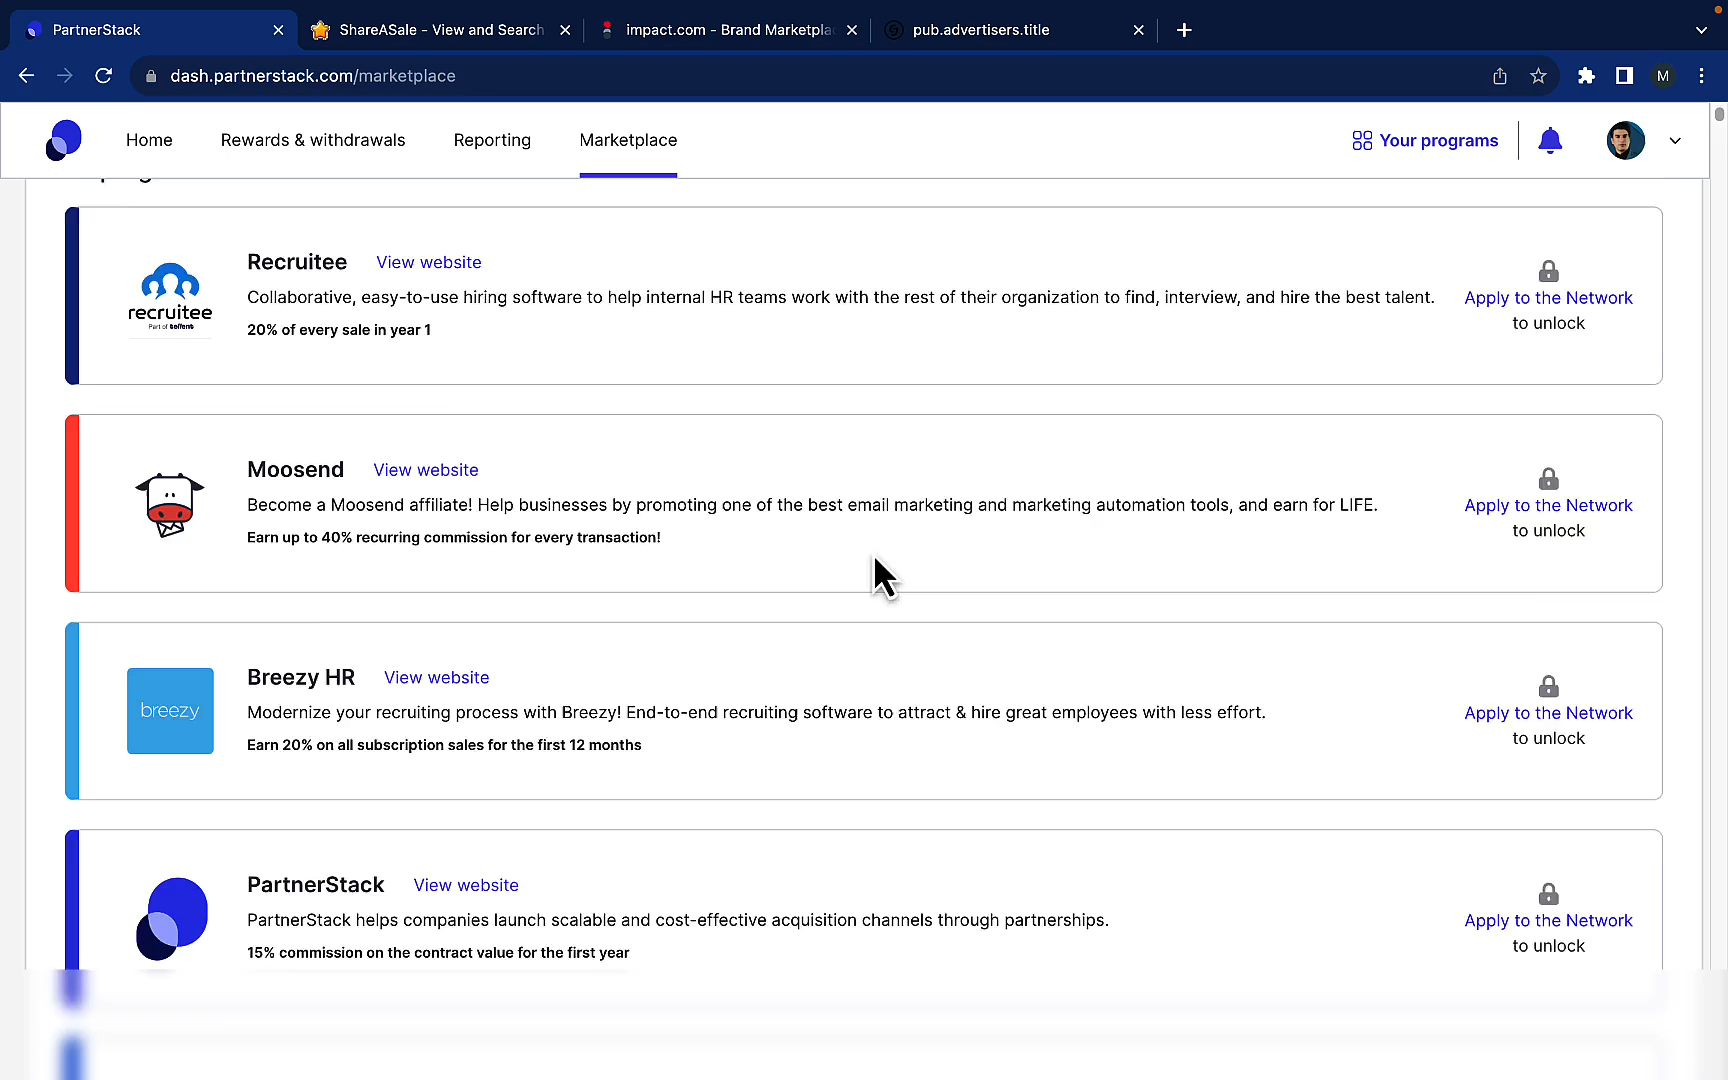 PartnerStack
ShareASale - View and Search
impact.com - Brand Marketpla
pub.advertisers.title
dash.partnerstack.com/marketplace
M
Home
Rewards & withdrawals
Reporting
Marketplace
Your programs
recruitee
Part of tellent
Recruitee View website
Collaborative, easy-to-use hiring software to help internal HR teams work with the rest of their organization to find, interview, and hire the best talent.
20% of every sale in year 1
Apply to the Network
to unlock
Moosend View website
Become a Moosend affiliate! Help businesses by promoting one of the best email marketing and marketing automation tools, and earn for LIFE.
Earn up to 40% recurring commission for every transaction!
Apply to the Network
to unlock
breezy
Breezy HR View website
Modernize your recruiting process with Breezy! End-to-end recruiting software to attract & hire great employees with less effort.
Earn 20% on all subscription sales for the first 12 months
Apply to the Network
to unlock
PartnerStack View website
PartnerStack helps companies launch scalable and cost-effective acquisition channels through partnerships.
15% commission on the contract value for the first year
Apply to the Network
to unlock